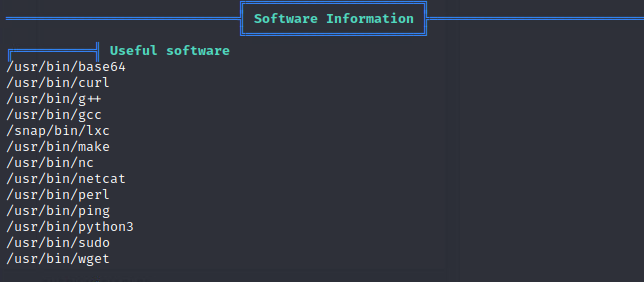 Software Information
Useful software
/usr/bin/base64
/usr/bin/curl
/usr/bin/g++
/usr/bin/gcc
/snap/bin/lxc
/usr/bin/make
/usr/bin/nc
/usr/bin/netcat
/usr/bin/perl
/usr/bin/ping
/usr/bin/python3
/usr/bin/sudo
/usr/bin/wget